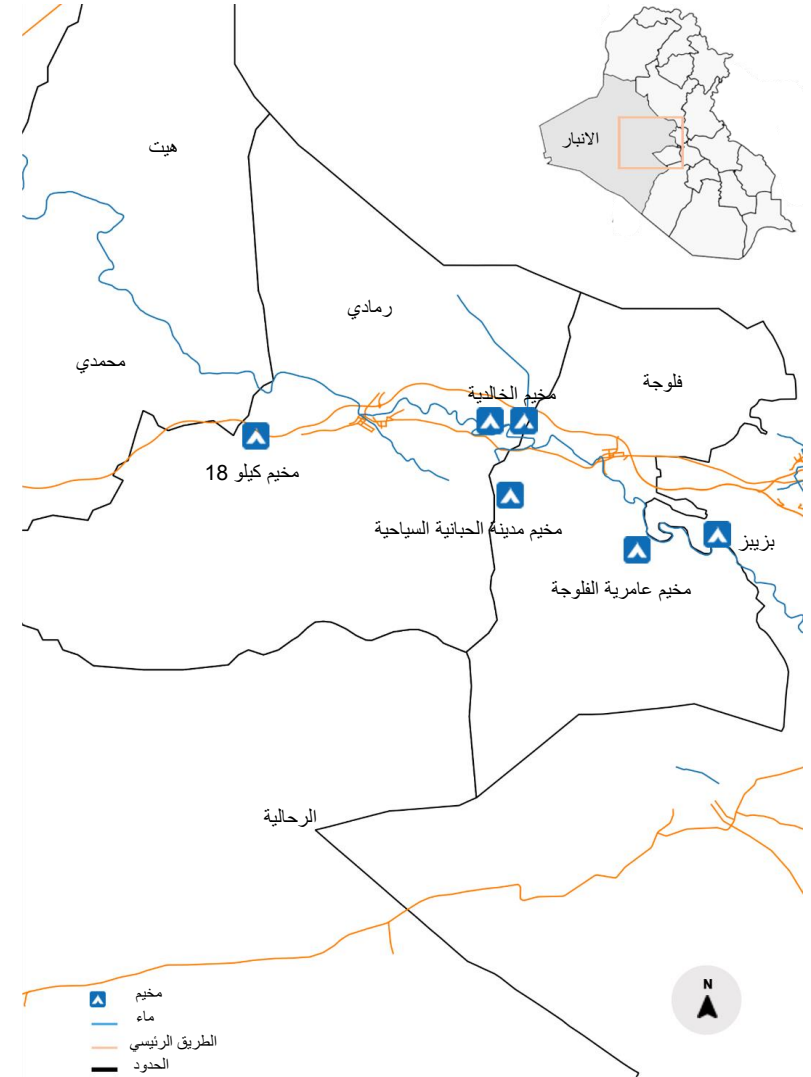 الانبار
هيت
رمادي
محمدي
فلوجة
مخيم الخالدية
مخيم كيلو 18
مخيم مدينة الحبانية السياحية
بزيبز
مخيم عامرية الفلوجة
الرحالية
N
مخيم
ماء
الطريق الرئيسي
الحدود